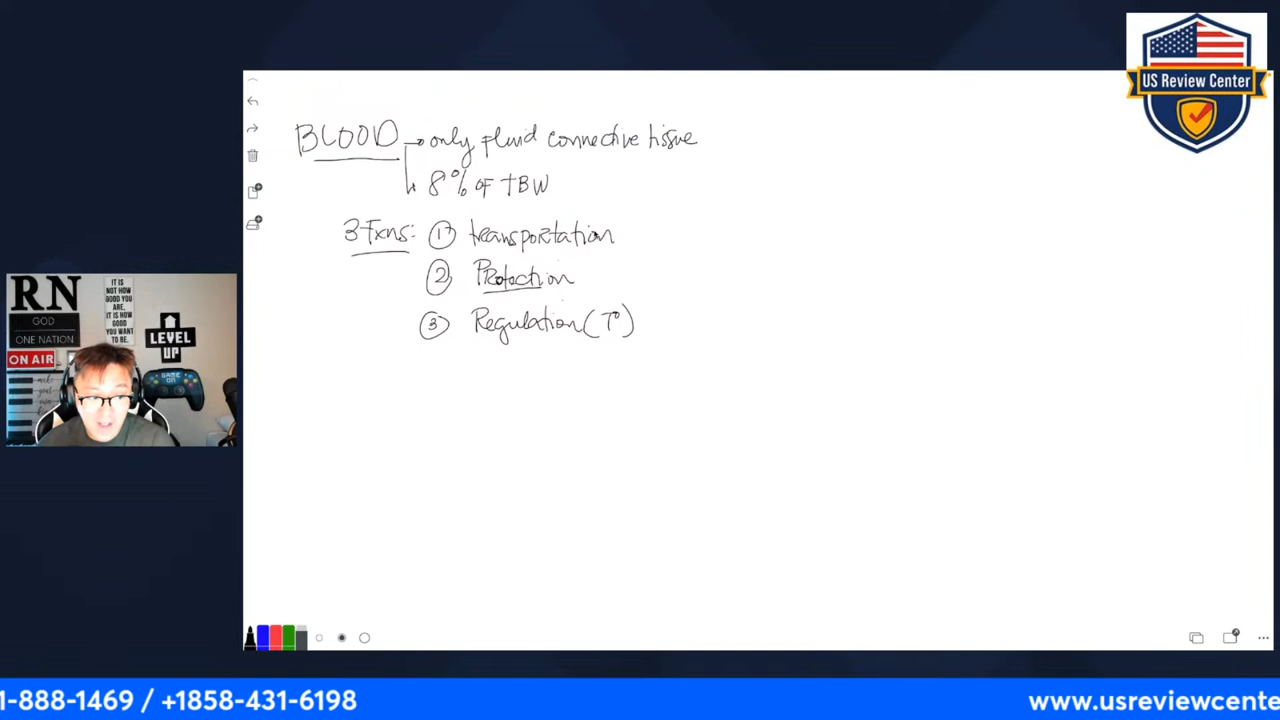 US Review Center
BLOOD → only fluid connective tissue
8% OF TBW
3 Fxns: ① transportation
② Protection
③ Regulation (T°)
RN
GOD
ONE NATION
ON AIR
IT IS
NOT HOW
GOOD YOU
ARE.
IT IS HOW
GOOD
YOU WANT
TO BE.
LEVEL
UP
GAME
ON
1-888-1469 / +1858-431-6198
www.usreviewcente